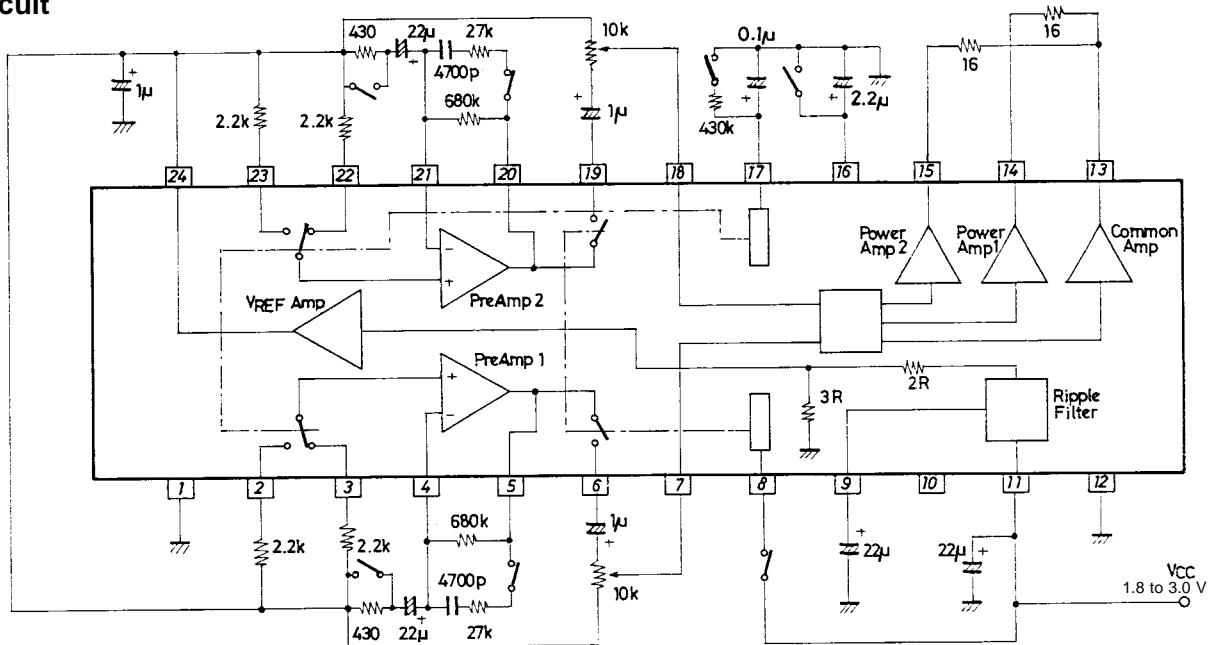 cuit
430
22μ
27k
10k
0.1μ
16
16
+
1μ
4700p
+
680k
2.2k
2.2k
+
1μ
430k
+
+
2.2μ
24
23
22
21
20
19
18
17
16
15
14
13
Power
Amp 2
Power
Amp1
Common
Amp
−
+
PreAmp 2
VREF Amp
PreAmp 1
+
−
3R
2R
Ripple
Filter
1
2
3
4
5
6
7
8
9
10
11
12
2.2k
2.2k
680k
1μ
+
4700p
10k
430
22μ
+
27k
+
22μ
22μ
+
VCC
1.8 to 3.0 V